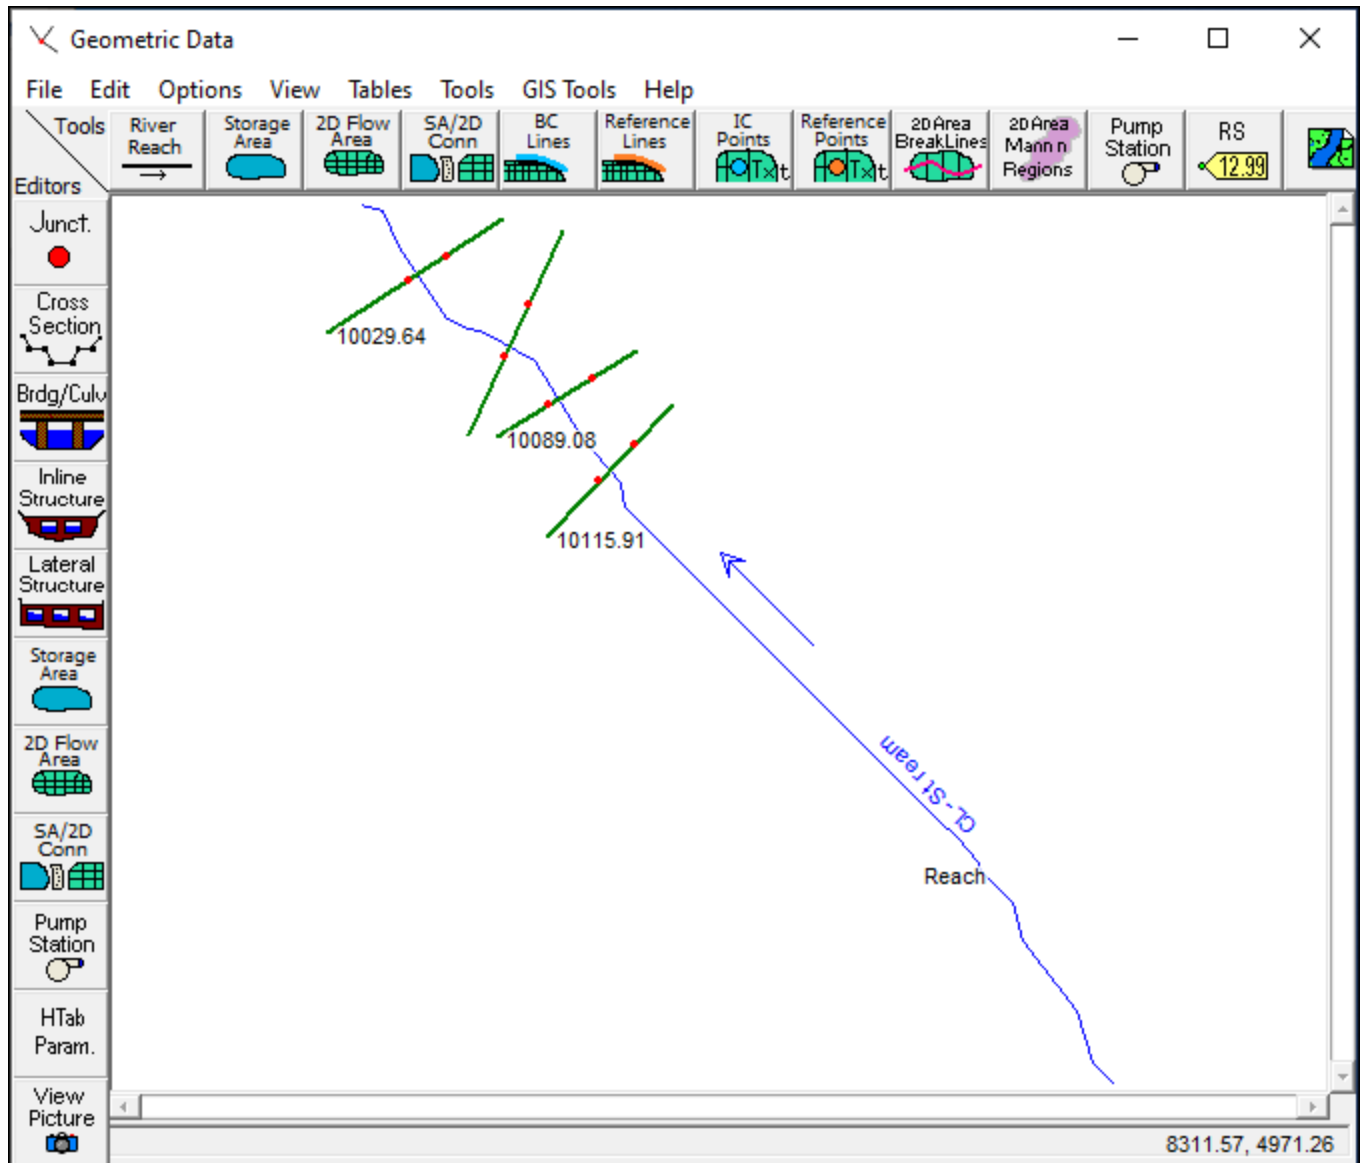 Geometric Data
File Edit Options View Tables Tools GIS Tools Help
Tools
Editors
River
Reach
Storage
Area
2D Flow
Area
SA/2D
Conn
BC
Lines
Reference
Lines
IC
Points
Reference
Points
2D Area
BreakLines
2D Area
Mann n
Regions
Pump
Station
RS
12.99
Junct.
Cross
Section
Brdg/Culv
Inline
Structure
Lateral
Structure
Storage
Area
2D Flow
Area
SA/2D
Conn
Pump
Station
HTab
Param.
View
Picture
10029.64
10089.08
10115.91
CL-Stream
Reach
8311.57, 4971.26